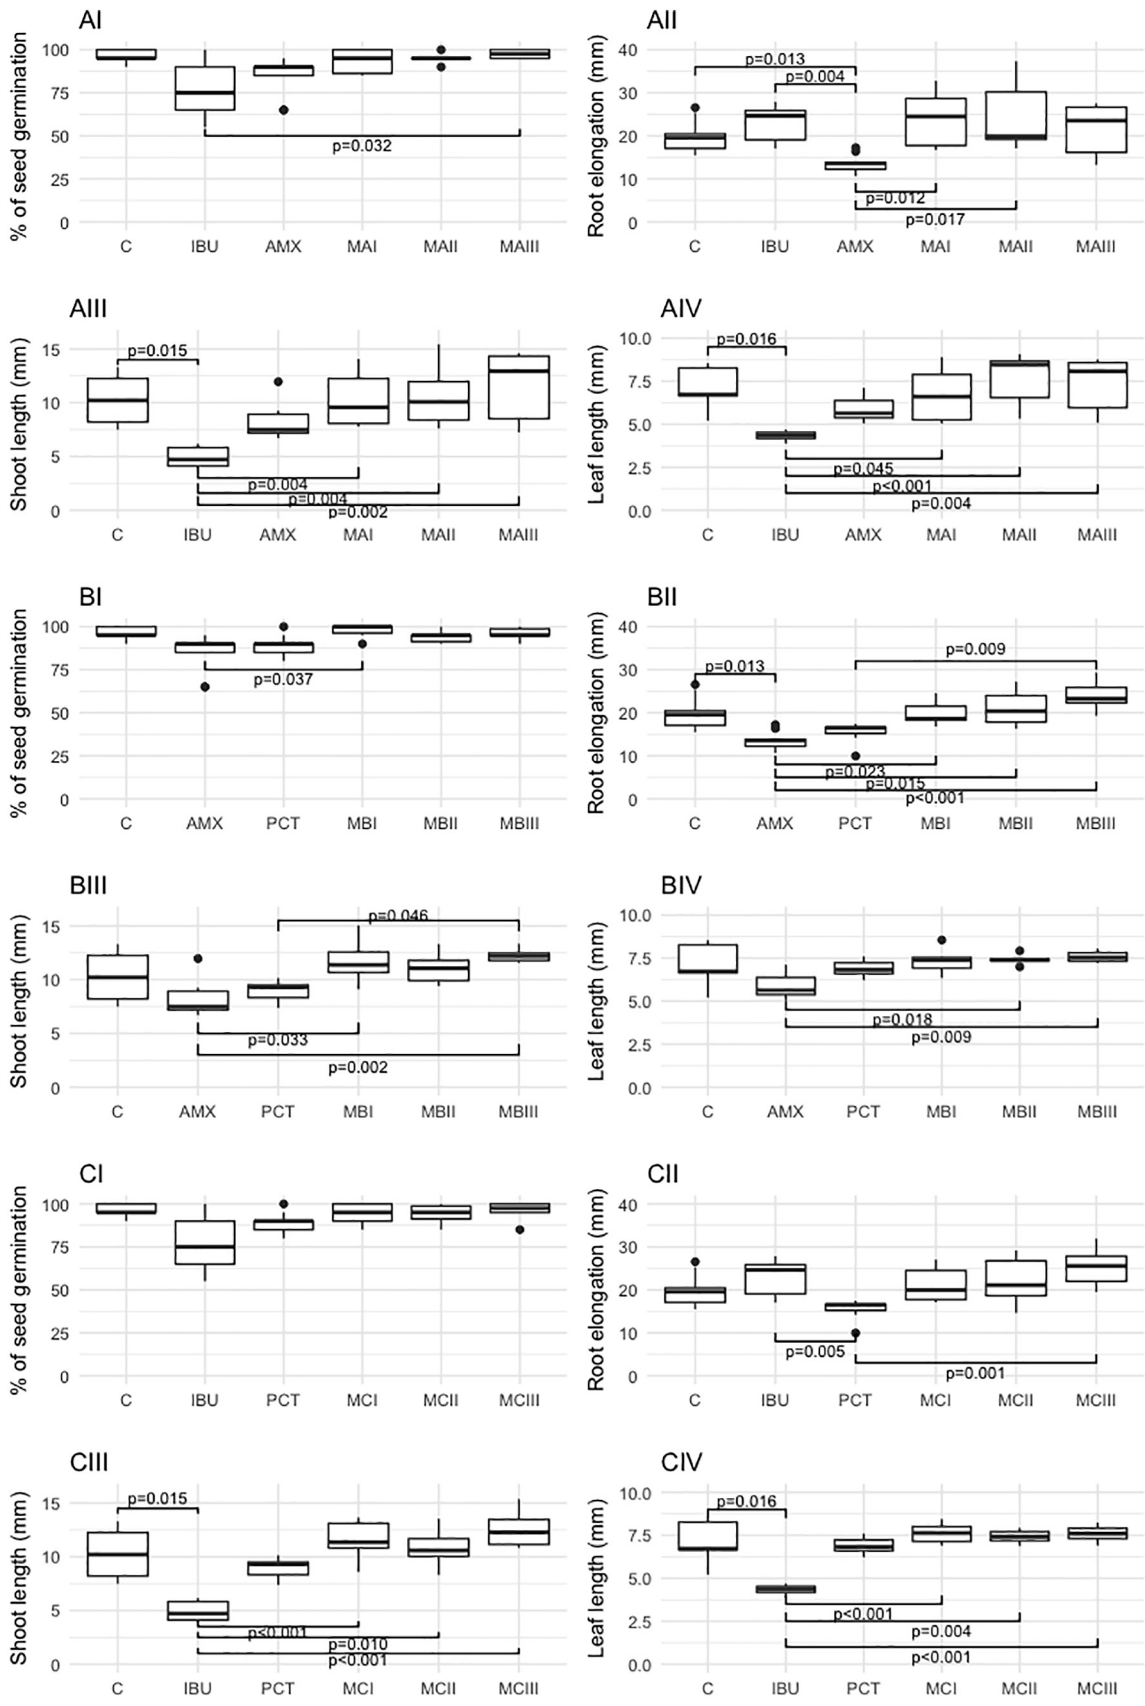 AI
% of seed germination
100
75
50
25
0
p=0.032
C IBU AMX MAI MAII MAIII
AII
Root elongation (mm)
40
30
20
10
0
p=0.013
p=0.004
p=0.012
p=0.017
C IBU AMX MAI MAII MAIII
AIII
Shoot length (mm)
15
10
5
0
p=0.015
p=0.004
p=0.004
p=0.002
C IBU AMX MAI MAII MAIII
AIV
Leaf length (mm)
10.0
7.5
5.0
2.5
0.0
p=0.016
p=0.045
p<0.001
p=0.004
C IBU AMX MAI MAII MAIII
BI
% of seed germination
100
75
50
25
0
p=0.037
C AMX PCT MBI MBII MBIII
BII
Root elongation (mm)
40
30
20
10
0
p=0.009
p=0.013
p=0.023
p=0.015
p<0.001
C AMX PCT MBI MBII MBIII
BIII
Shoot length (mm)
15
10
5
0
p=0.046
p=0.033
p=0.002
C AMX PCT MBI MBII MBIII
BIV
Leaf length (mm)
10.0
7.5
5.0
2.5
0.0
p=0.018
p=0.009
C AMX PCT MBI MBII MBIII
CI
% of seed germination
100
75
50
25
0
C IBU PCT MCI MCII MCIII
CII
Root elongation (mm)
40
30
20
10
0
p=0.005
p=0.001
C IBU PCT MCI MCII MCIII
CIII
Shoot length (mm)
15
10
5
0
p=0.015
p<0.001
p=0.010
p<0.001
C IBU PCT MCI MCII MCIII
CIV
Leaf length (mm)
10.0
7.5
5.0
2.5
0.0
p=0.016
p<0.001
p=0.004
p<0.001
C IBU PCT MCI MCII MCIII